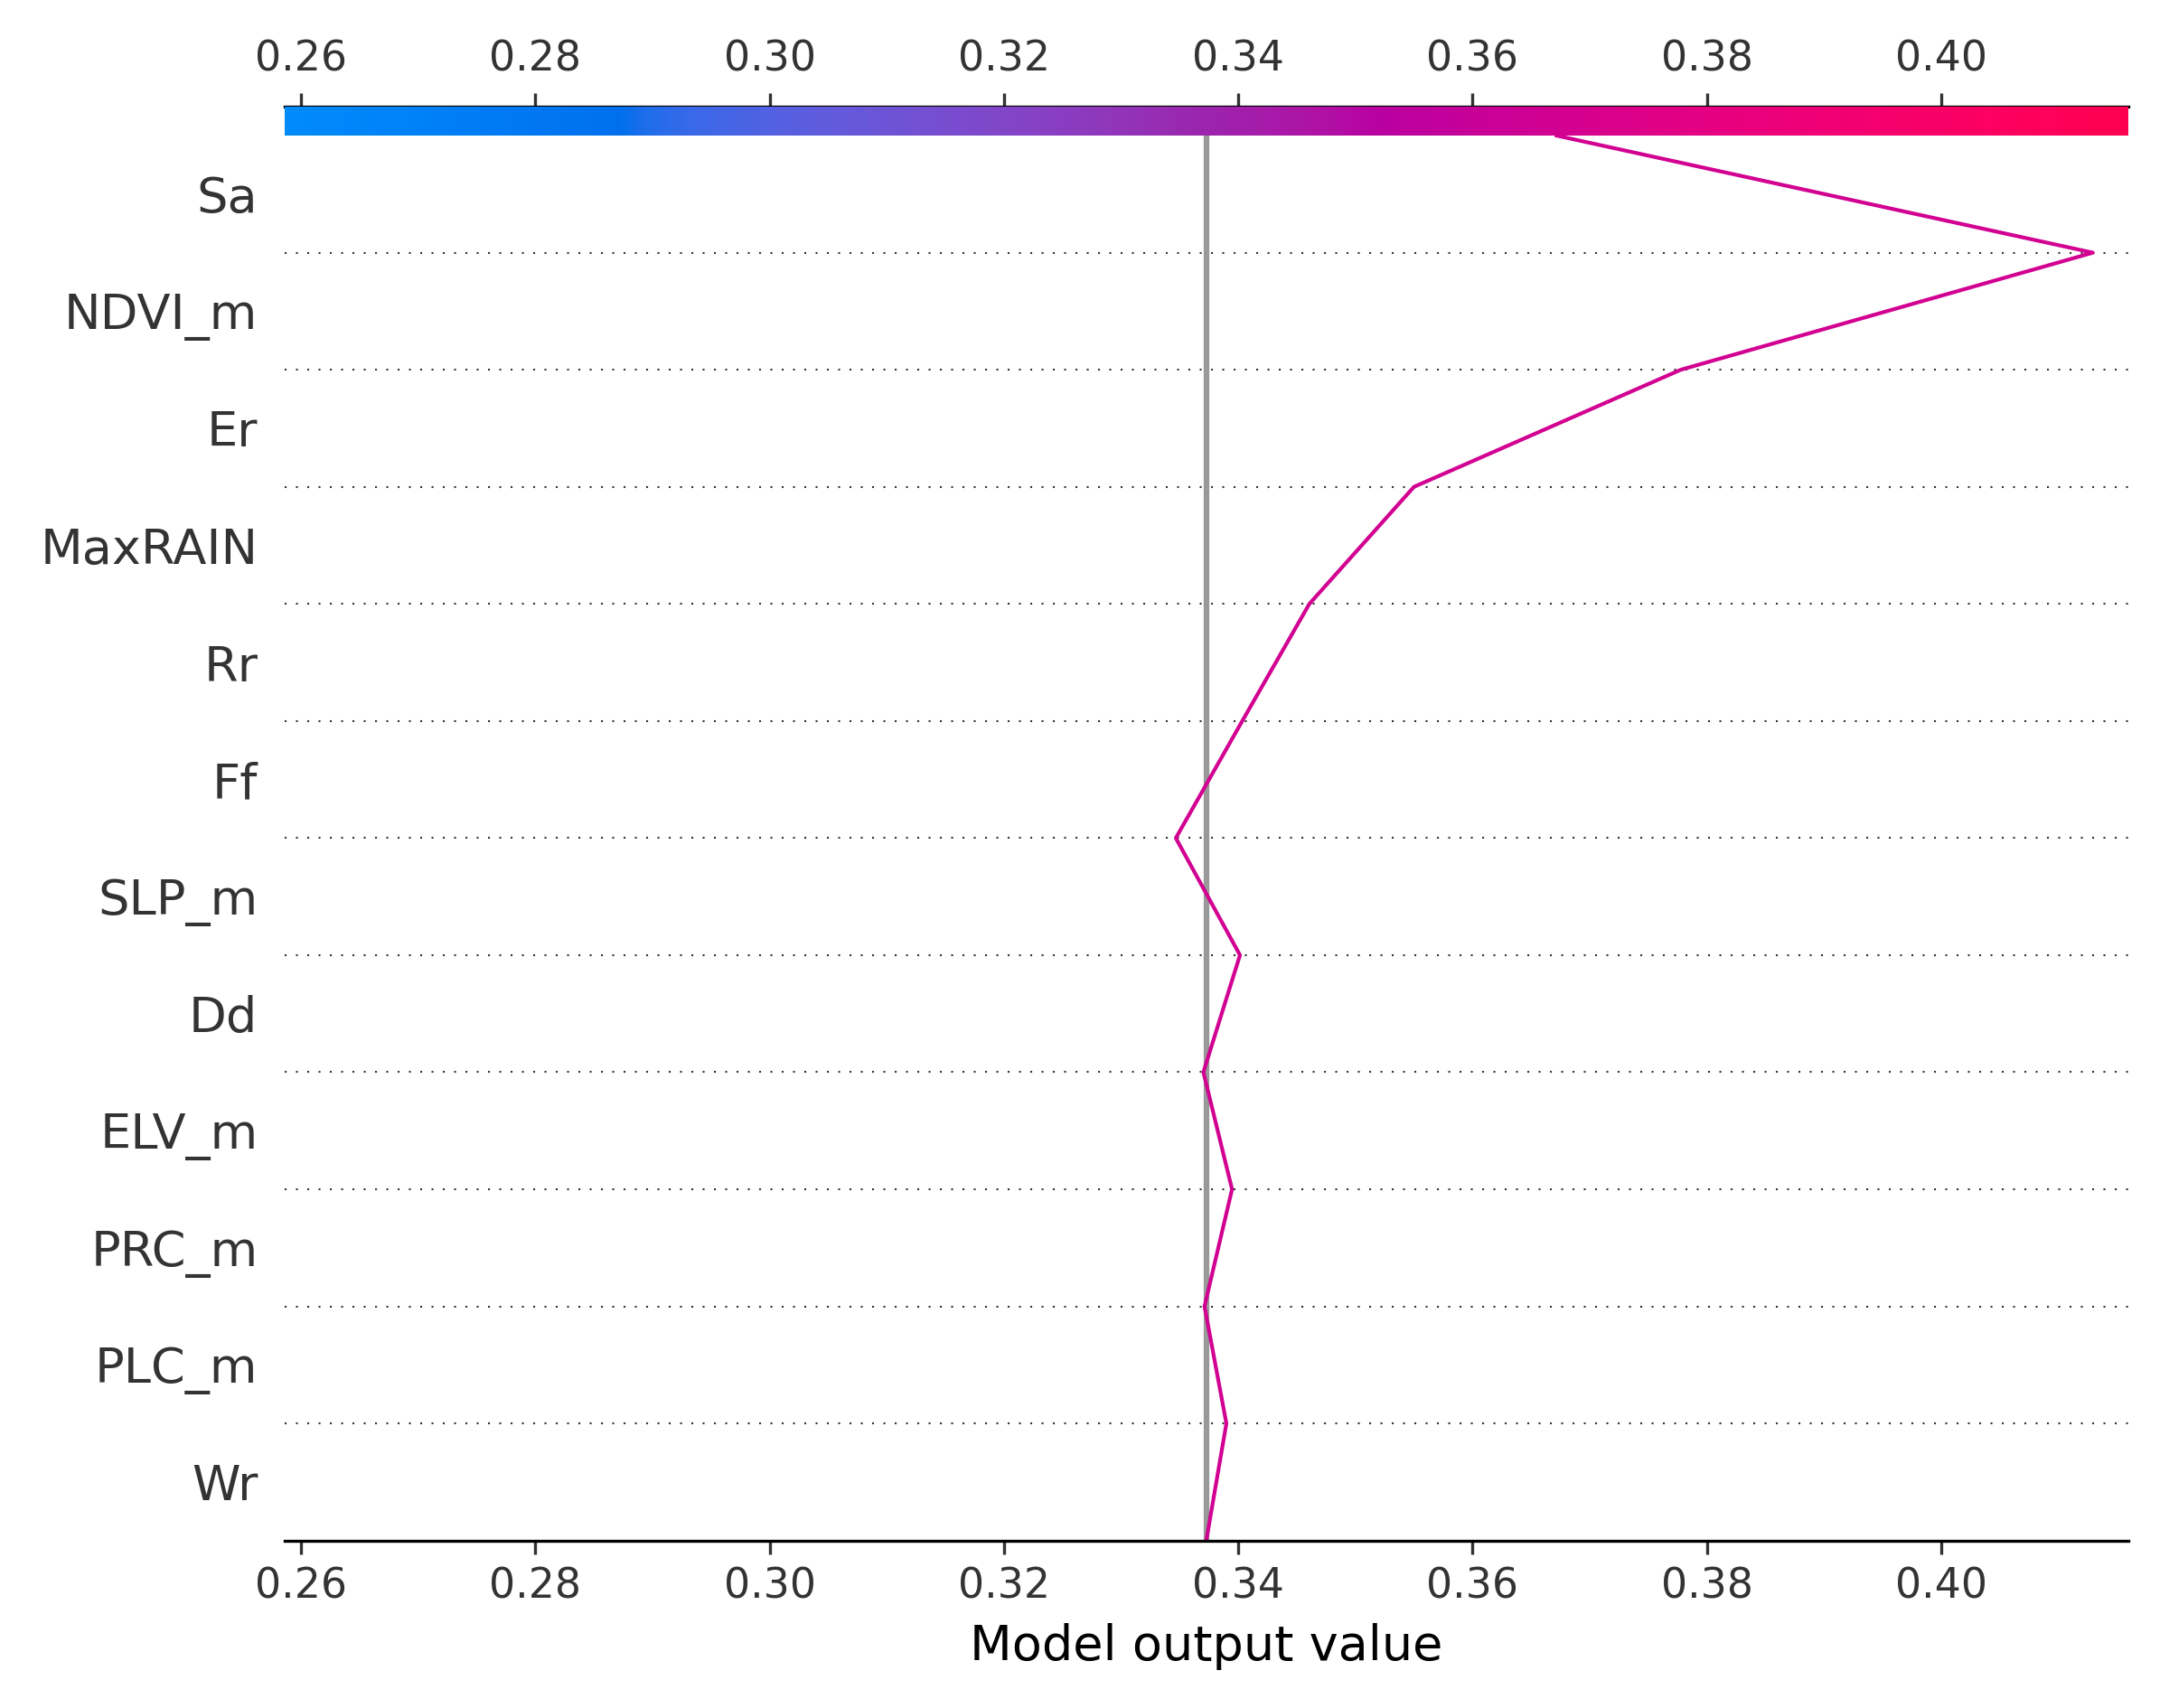 0.26 0.28 0.30 0.32 0.34 0.36 0.38 0.40
Sa
NDVI_m
Er
MaxRAIN
Rr
Ff
SLP_m
Dd
ELV_m
PRC_m
PLC_m
Wr
0.26 0.28 0.30 0.32 0.34 0.36 0.38 0.40
Model output value